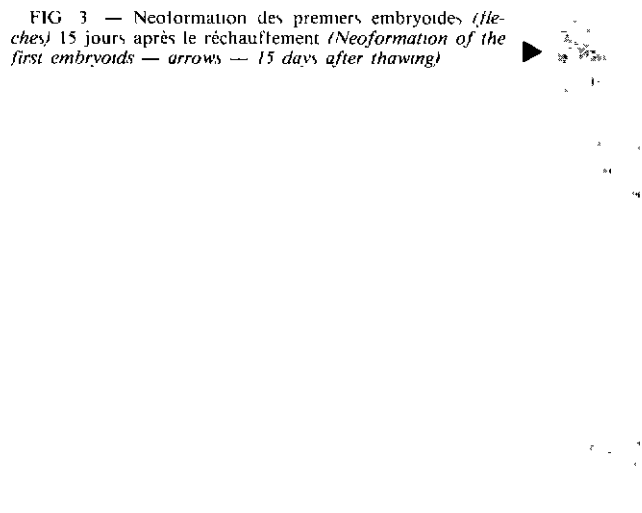 FIG 3 — Neoformation des premiers embryoides (fle-
ches) 15 jours après le réchauffement (Neoformation of the
first embryoids — arrows — 15 days after thawing)